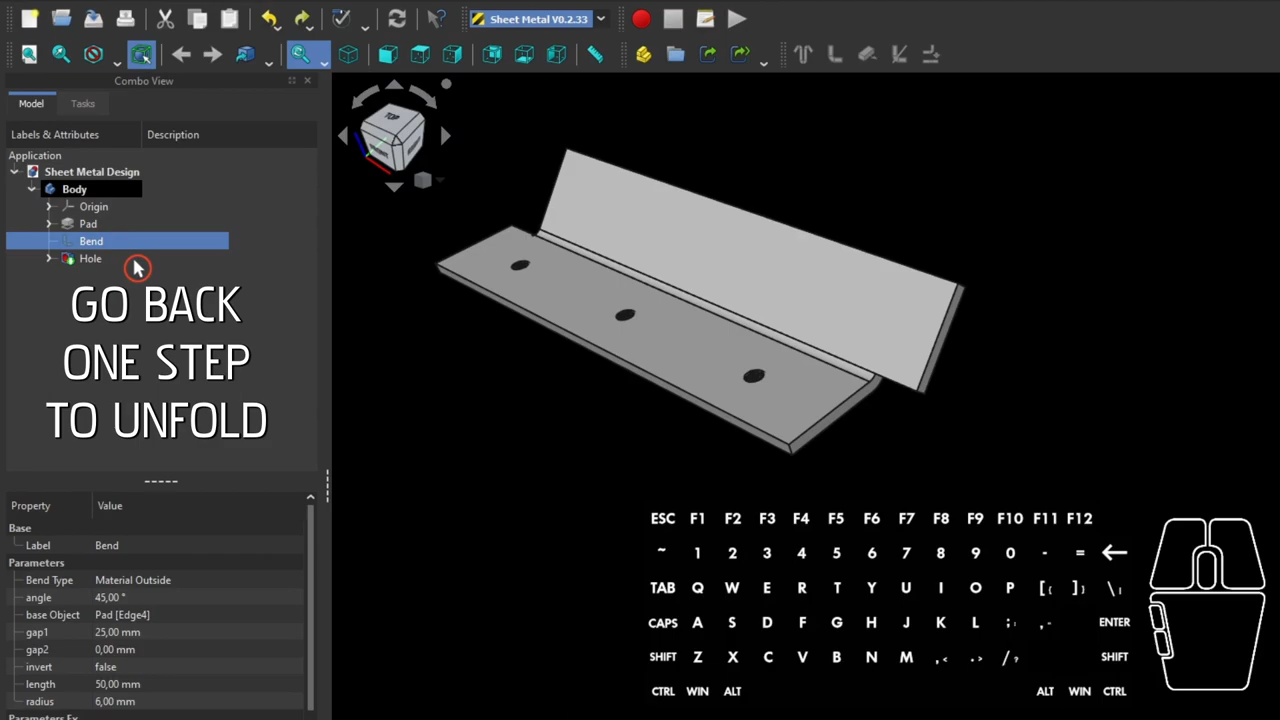 Sheet Metal V0.2.33
Combo View
Model
Tasks
TOP
Labels & Attributes
Description
Application
Sheet Metal Design
Body
Origin
Pad
Bend
Hole
GO BACK
ONE STEP
TO UNFOLD
Property
Value
Base
Label
Bend
Parameters
Bend Type
Material Outside
angle
45,00 °
base Object
Pad [Edge4]
gap1
25,00 mm
gap2
0,00 mm
invert
false
length
50,00 mm
radius
6,00 mm
ESC F1 F2 F3 F4 F5 F6 F7 F8 F9 F10 F11 F12
~ 1 2 3 4 5 6 7 8 9 0 - = ←
TAB Q W E R T Y U I O P [{ ]} \|
CAPS A S D F G H J K L ;: ENTER
SHIFT Z X C V B N M ,< .> /? SHIFT
CTRL WIN ALT ALT WIN CTRL